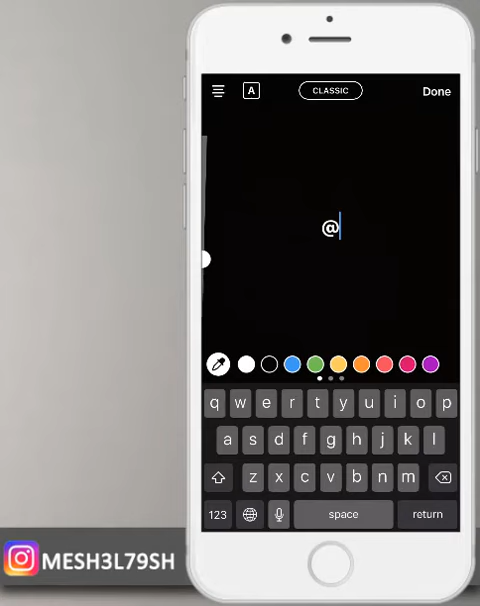 A
CLASSIC
Done
@
q w e r t y u i o p
a s d f g h j k l
z x c v b n m
123
space
return
MESH3L79SH